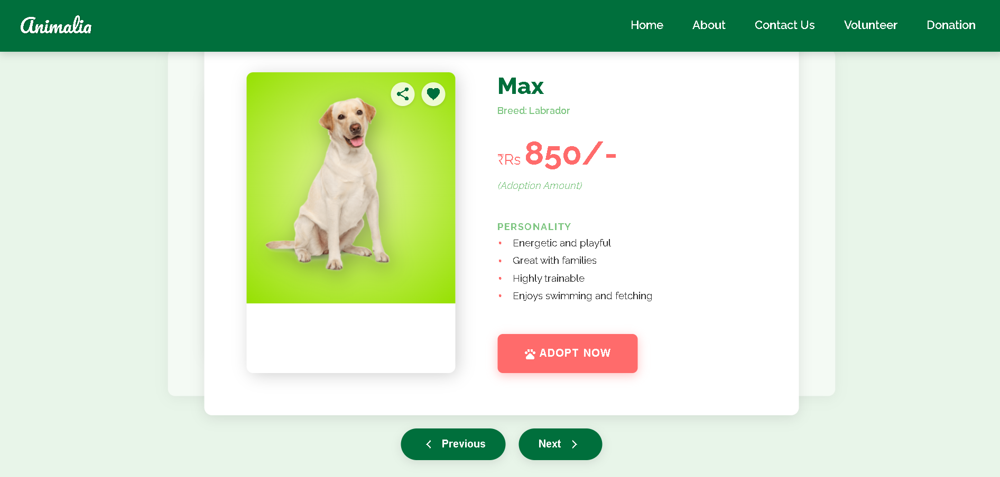 Animalia
Home About Contact Us Volunteer Donation
Max
Breed: Labrador
₹Rs 850/-
(Adoption Amount)
PERSONALITY
• Energetic and playful
• Great with families
• Highly trainable
• Enjoys swimming and fetching
ADOPT NOW
Previous Next